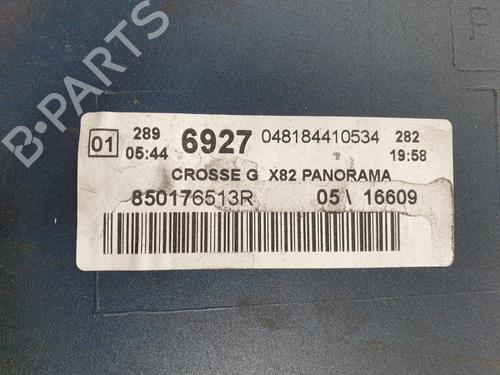 01 289 05:44 6927 048184410534 282 19:58
CROSSE G X82 PANORAMA
850176513R 05 \ 16609
B-PARTS
P